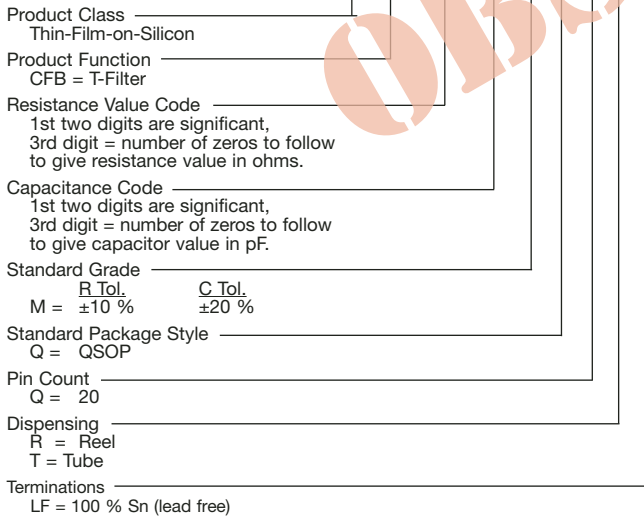 Product Class
Thin-Film-on-Silicon
Product Function
CFB = T-Filter
Resistance Value Code
1st two digits are significant,
3rd digit = number of zeros to follow
to give resistance value in ohms.
Capacitance Code
1st two digits are significant,
3rd digit = number of zeros to follow
to give capacitor value in pF.
Standard Grade
R Tol. C Tol.
M = ±10 % ±20 %
Standard Package Style
Q = QSOP
Pin Count
Q = 20
Dispensing
R = Reel
T = Tube
Terminations
LF = 100 % Sn (lead free)